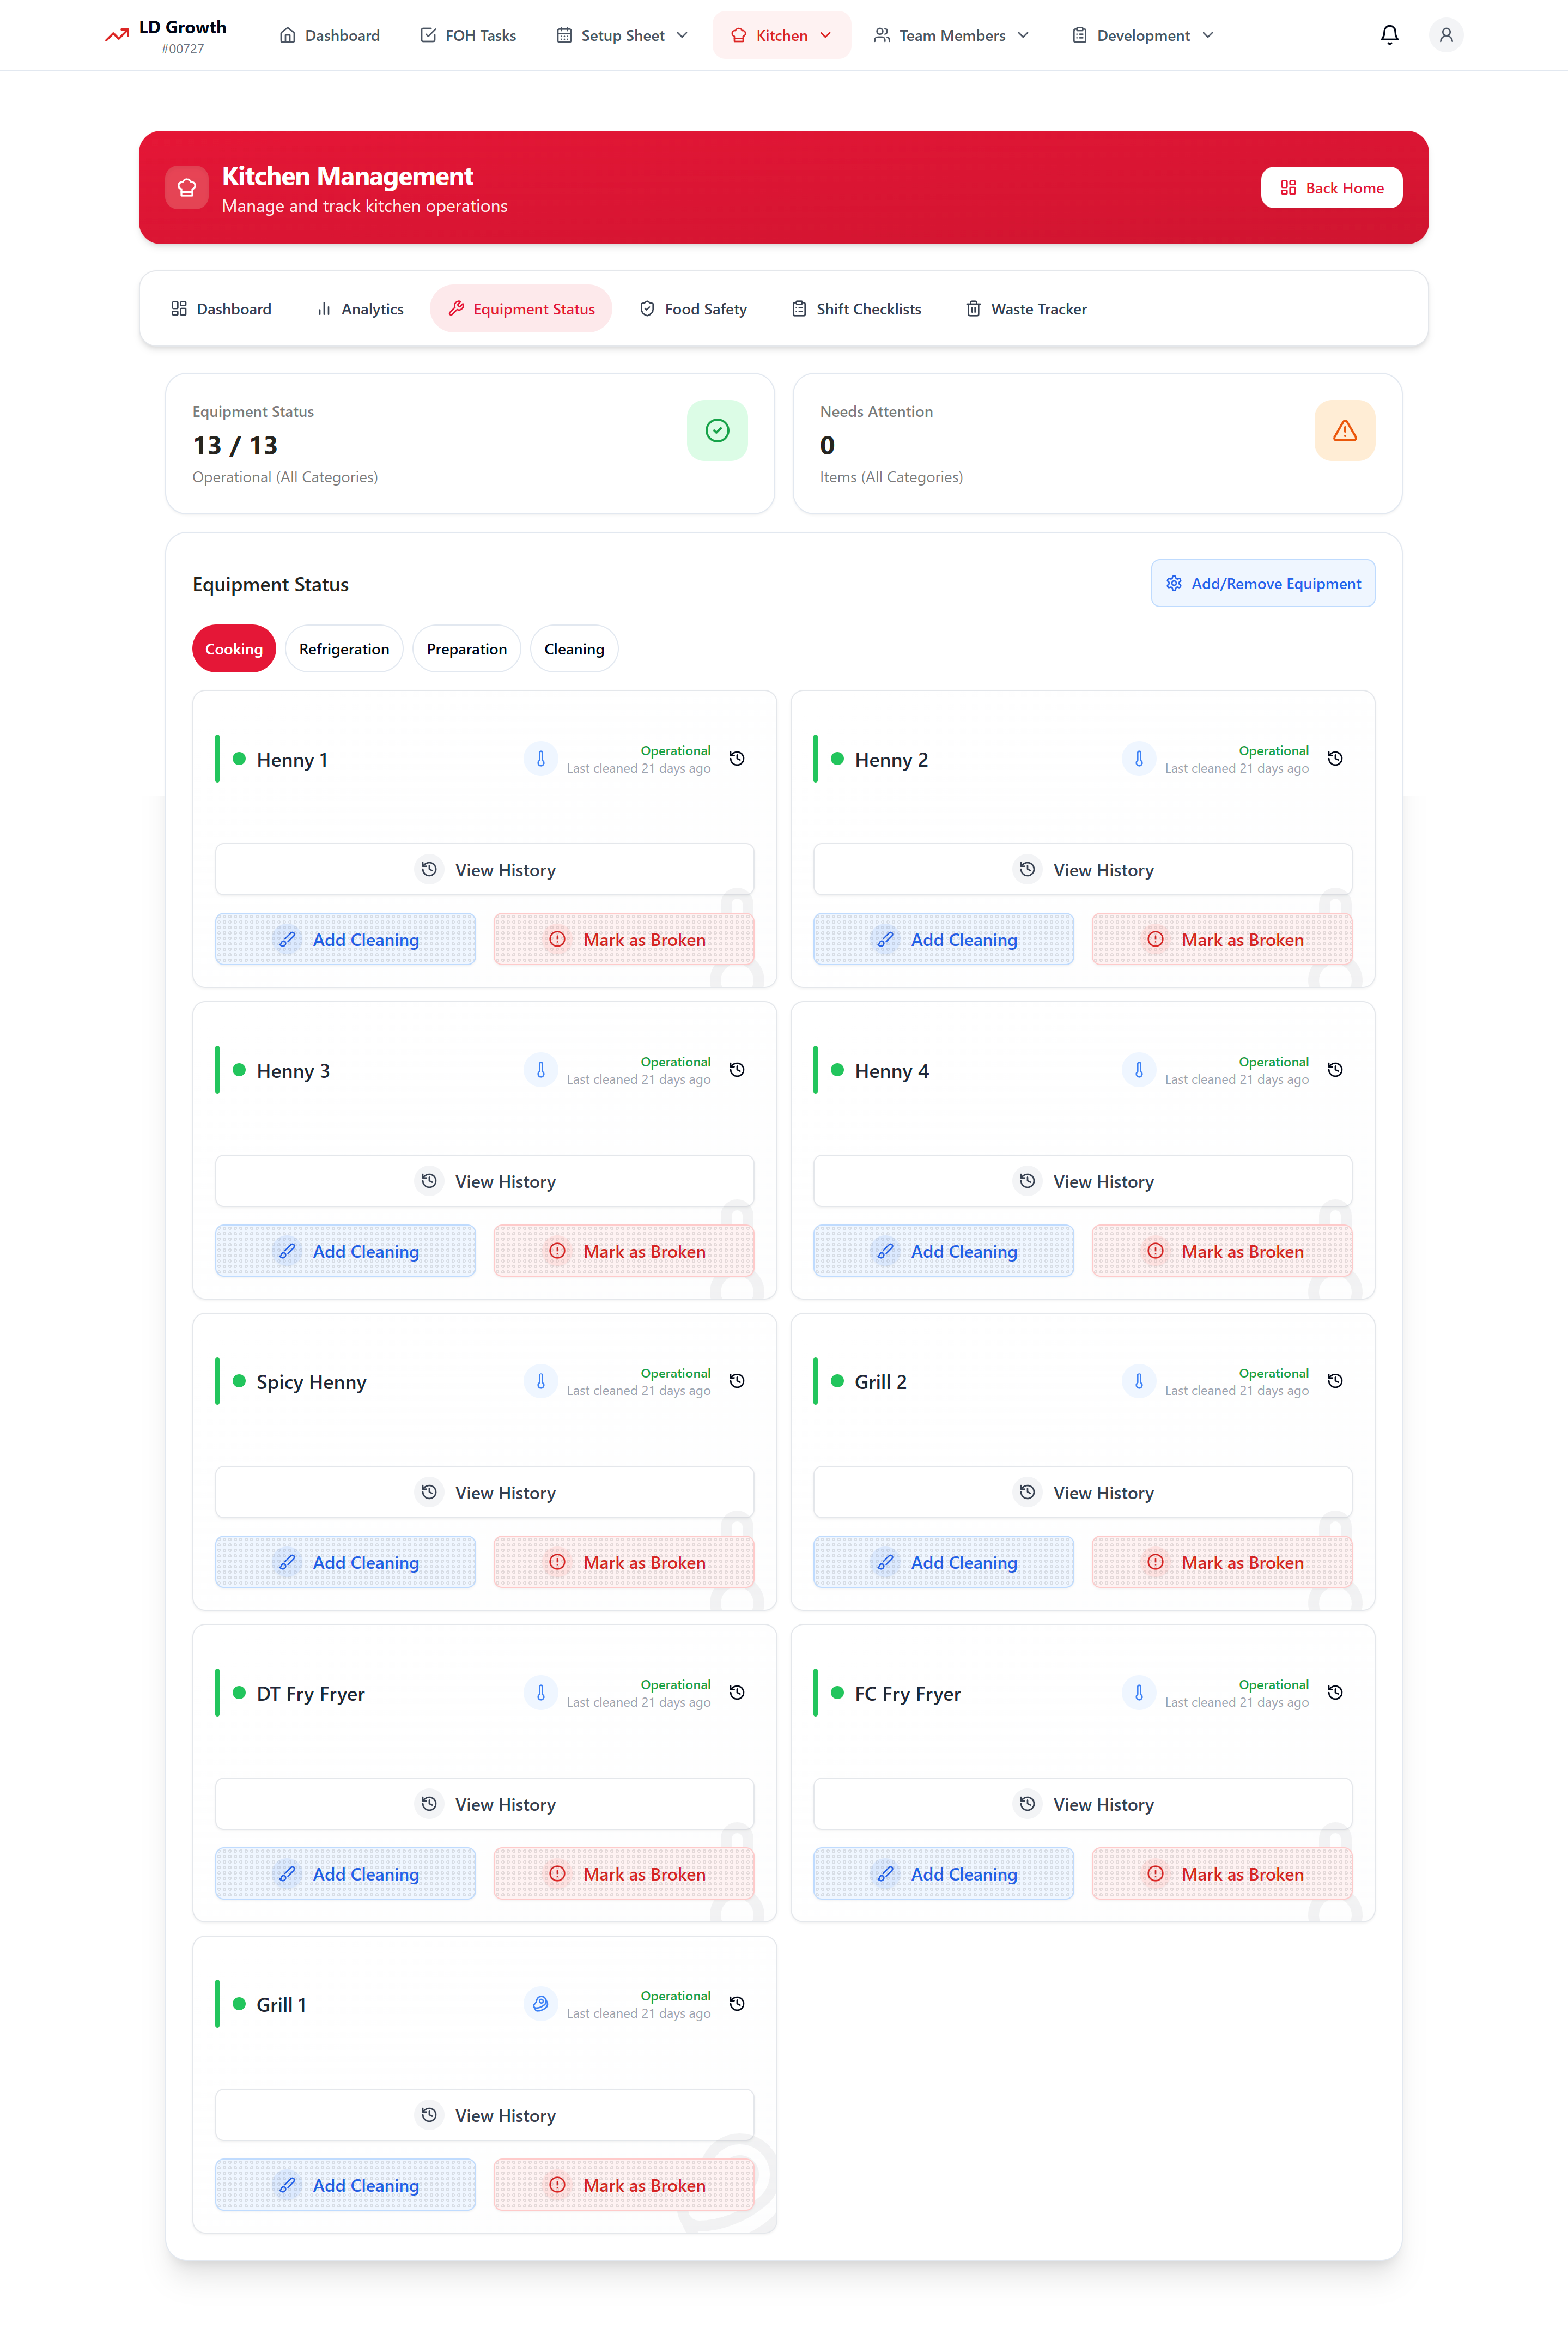 LD Growth
#00727
Dashboard
FOH Tasks
Setup Sheet
Kitchen
Team Members
Development
Kitchen Management
Manage and track kitchen operations
Back Home
Dashboard
Analytics
Equipment Status
Food Safety
Shift Checklists
Waste Tracker
Equipment Status
13 / 13
Operational (All Categories)
Needs Attention
0
Items (All Categories)
Equipment Status
Add/Remove Equipment
Cooking
Refrigeration
Preparation
Cleaning
Henny 1
Operational
Last cleaned 21 days ago
View History
Add Cleaning
Mark as Broken
Henny 2
Operational
Last cleaned 21 days ago
View History
Add Cleaning
Mark as Broken
Henny 3
Operational
Last cleaned 21 days ago
View History
Add Cleaning
Mark as Broken
Henny 4
Operational
Last cleaned 21 days ago
View History
Add Cleaning
Mark as Broken
Spicy Henny
Operational
Last cleaned 21 days ago
View History
Add Cleaning
Mark as Broken
Grill 2
Operational
Last cleaned 21 days ago
View History
Add Cleaning
Mark as Broken
DT Fry Fryer
Operational
Last cleaned 21 days ago
View History
Add Cleaning
Mark as Broken
FC Fry Fryer
Operational
Last cleaned 21 days ago
View History
Add Cleaning
Mark as Broken
Grill 1
Operational
Last cleaned 21 days ago
View History
Add Cleaning
Mark as Broken